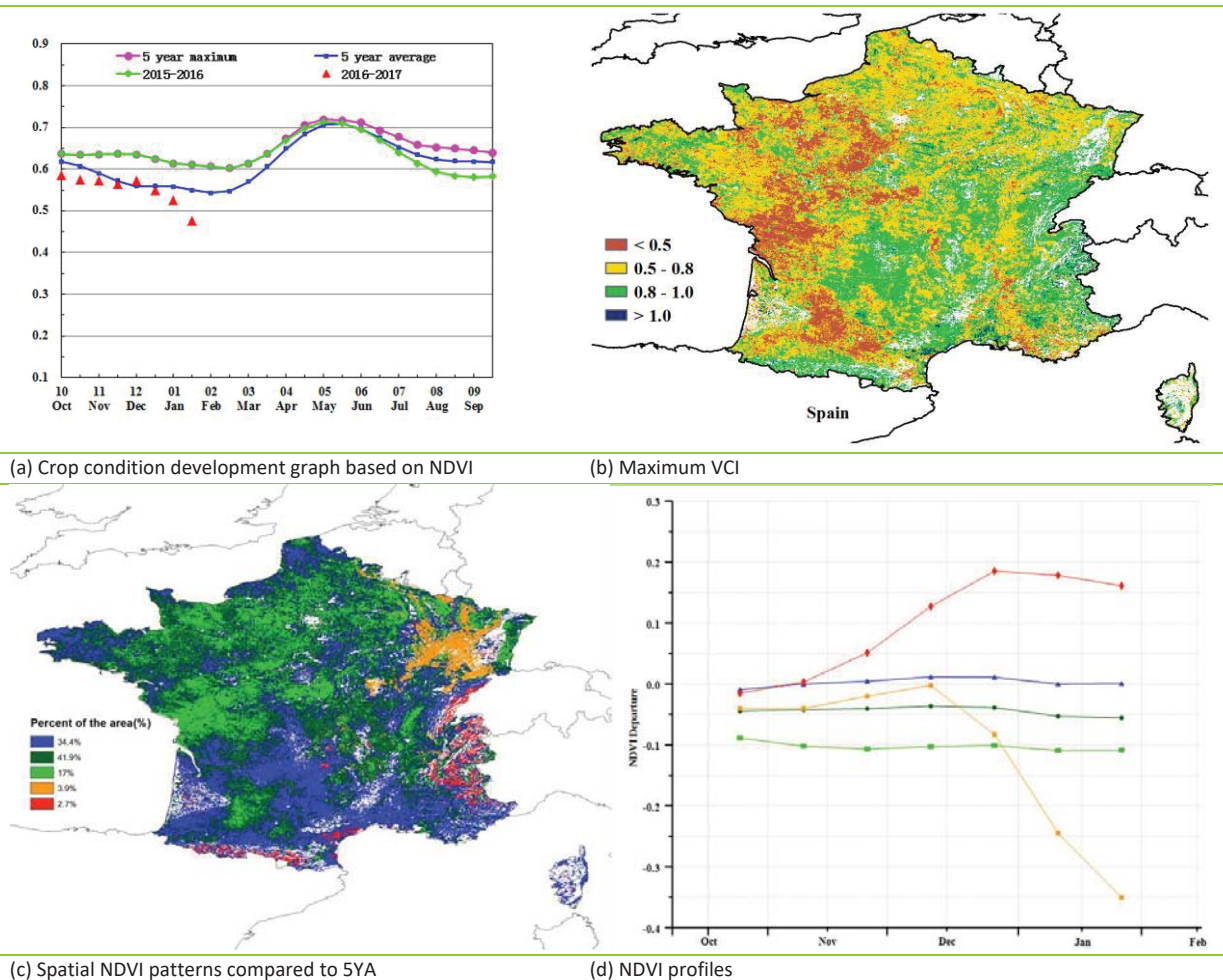 0.9
0.8
0.7
0.6
0.5
0.4
0.3
0.2
0.1
5 year maximum
5 year average
2015-2016
2016-2017
10 11 12 01 02 03 04 05 06 07 08 09
Oct Nov Dec Jan Feb Mar Apr May Jun Jul Aug Sep
< 0.5
0.5 - 0.8
0.8 - 1.0
> 1.0
Spain
(a) Crop condition development graph based on NDVI
(b) Maximum VCI
Percent of the area(%)
34.4%
41.9%
17%
3.9%
2.7%
0.3
0.2
0.1
0.0
-0.1
-0.2
-0.3
-0.4
NDVI Departure
Oct Nov Dec Jan Feb
(c) Spatial NDVI patterns compared to 5YA
(d) NDVI profiles